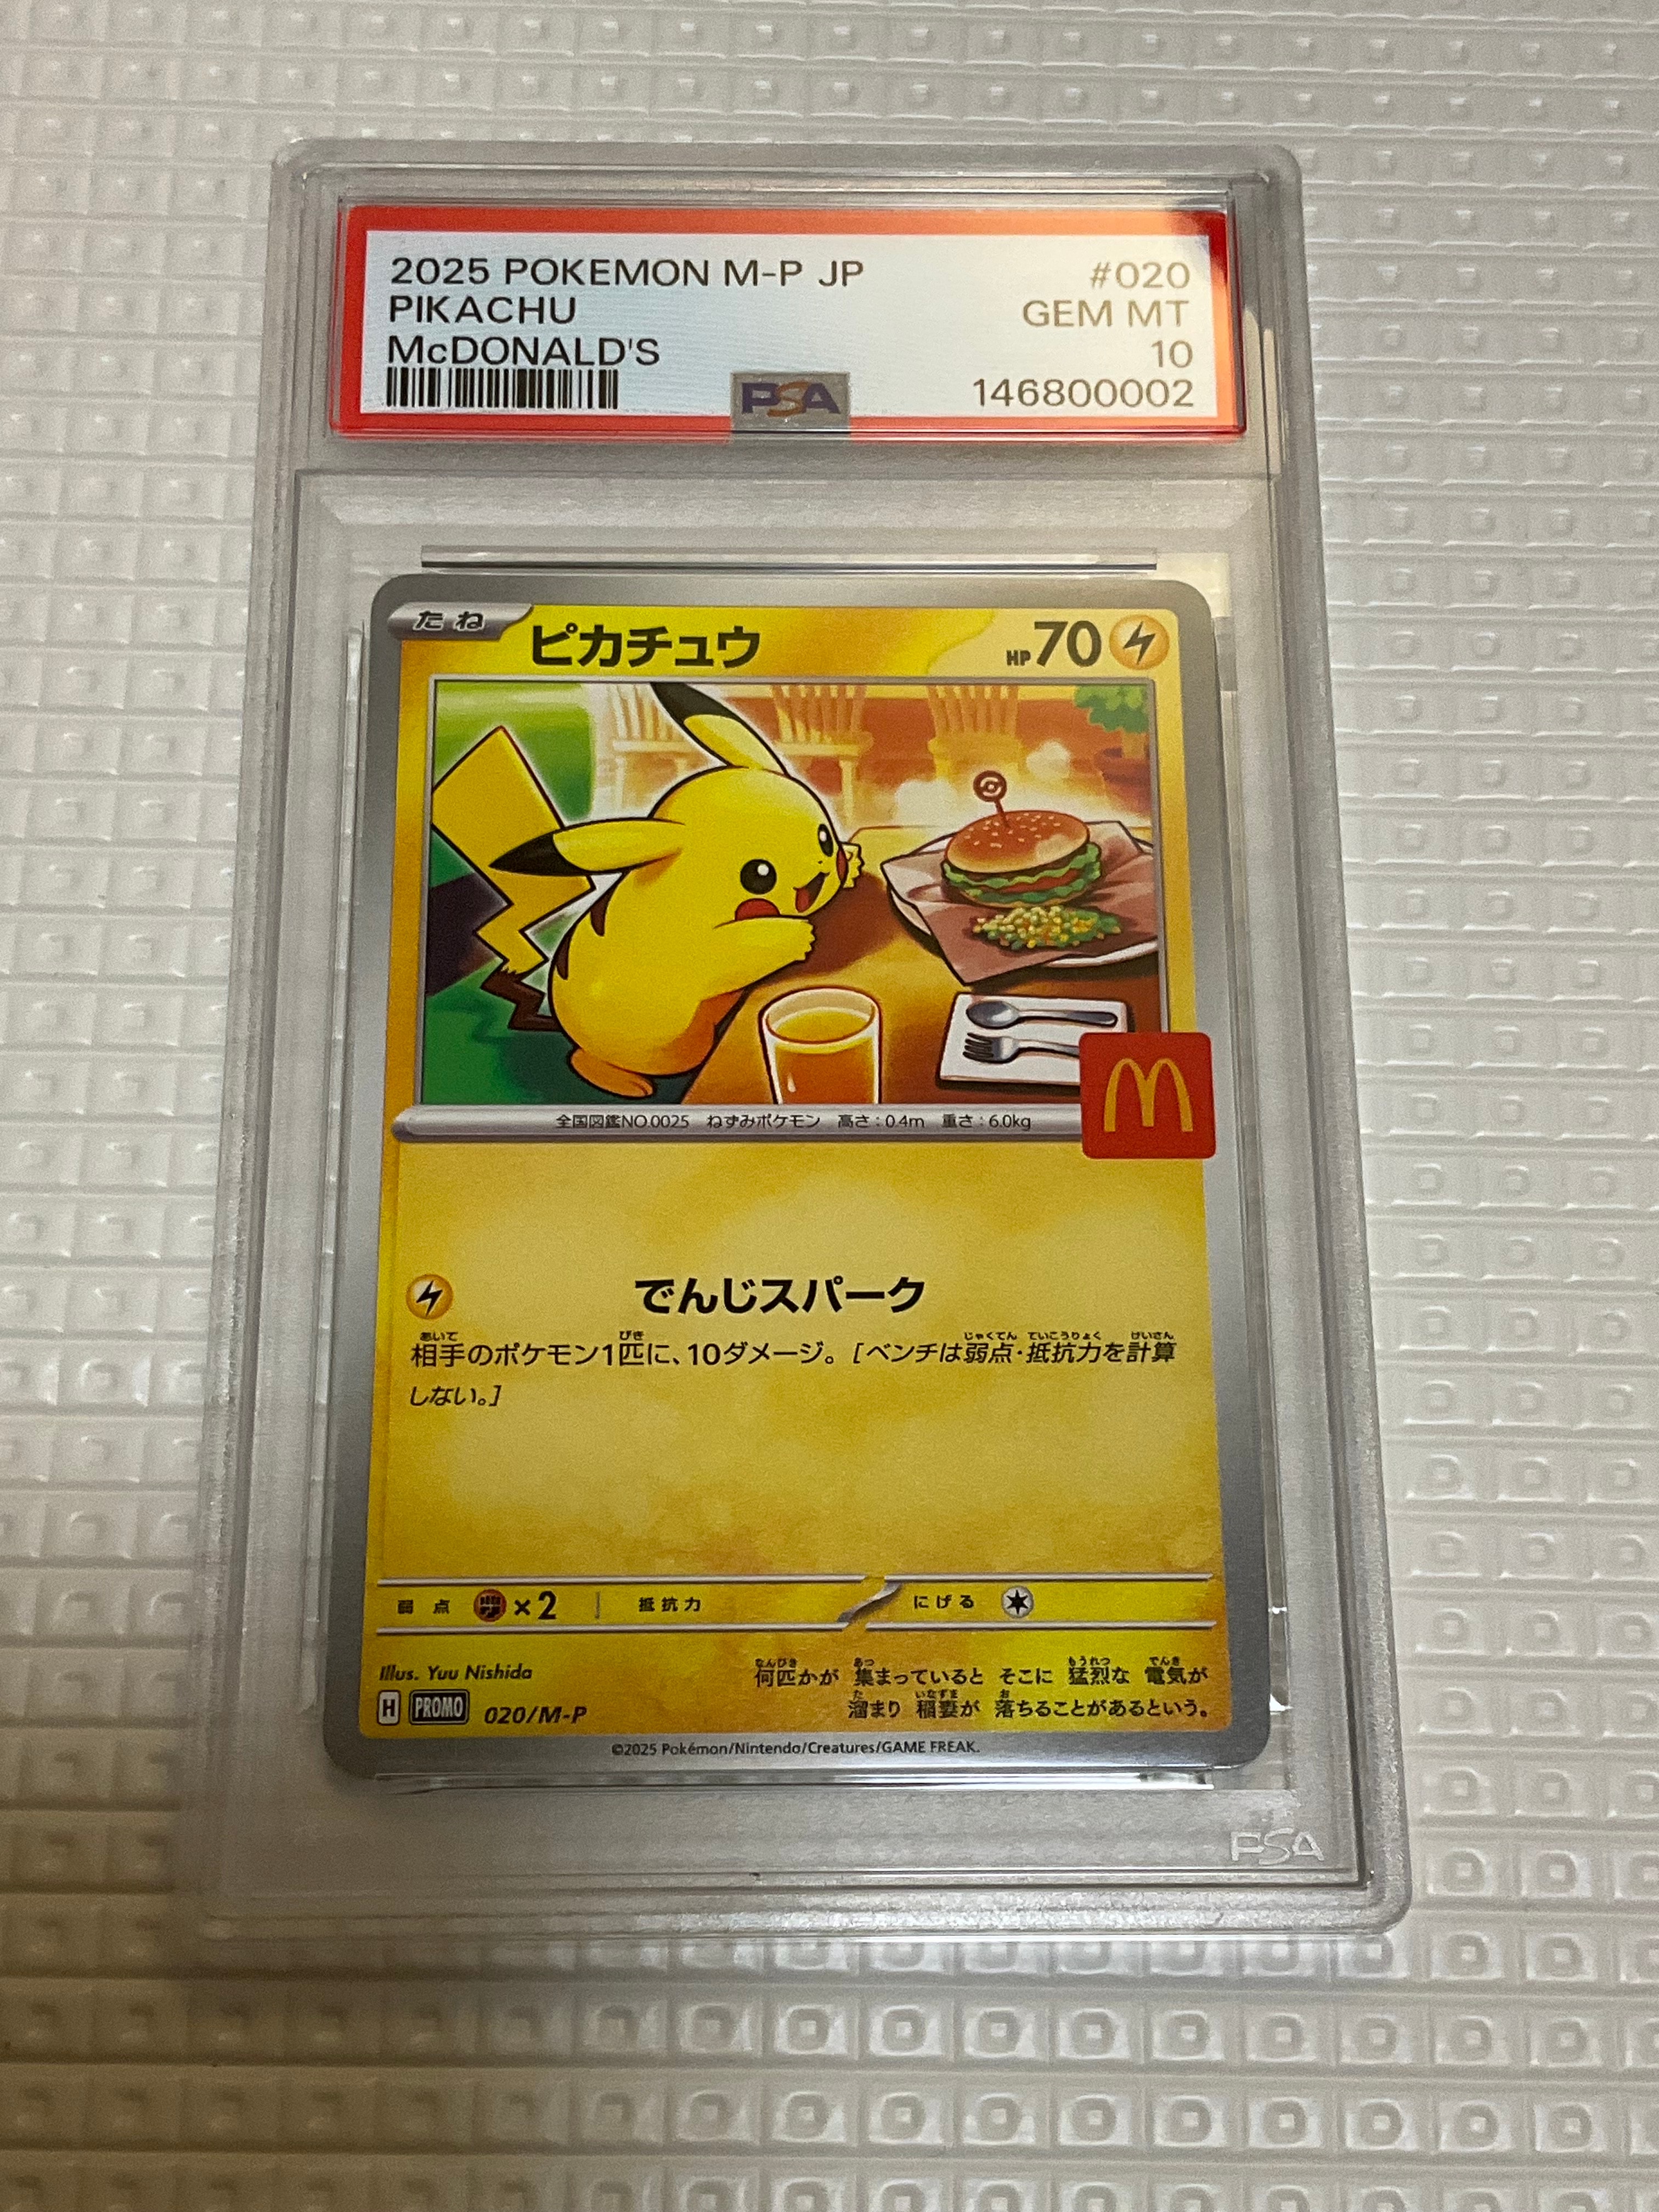 2025 POKEMON M-P JP #020
PIKACHU GEM MT
McDONALD'S 10
PSA 146800002
たね ピカチュウ HP70
全国図鑑NO.0025 ねずみポケモン 高さ:0.4m 重さ:6.0kg
でんじスパーク
相手のポケモン1匹に、10ダメージ。[ベンチは弱点・抵抗力を計算
しない。]
弱点 ×2 抵抗力 にげる
Illus. Yuu Nishida
何匹かが 集まっていると そこに 猛烈な 電気が
H PROMO 020/M-P
溜まり 稲妻が 落ちることがあるという。
©2025 Pokémon/Nintendo/Creatures/GAME FREAK.
PSA